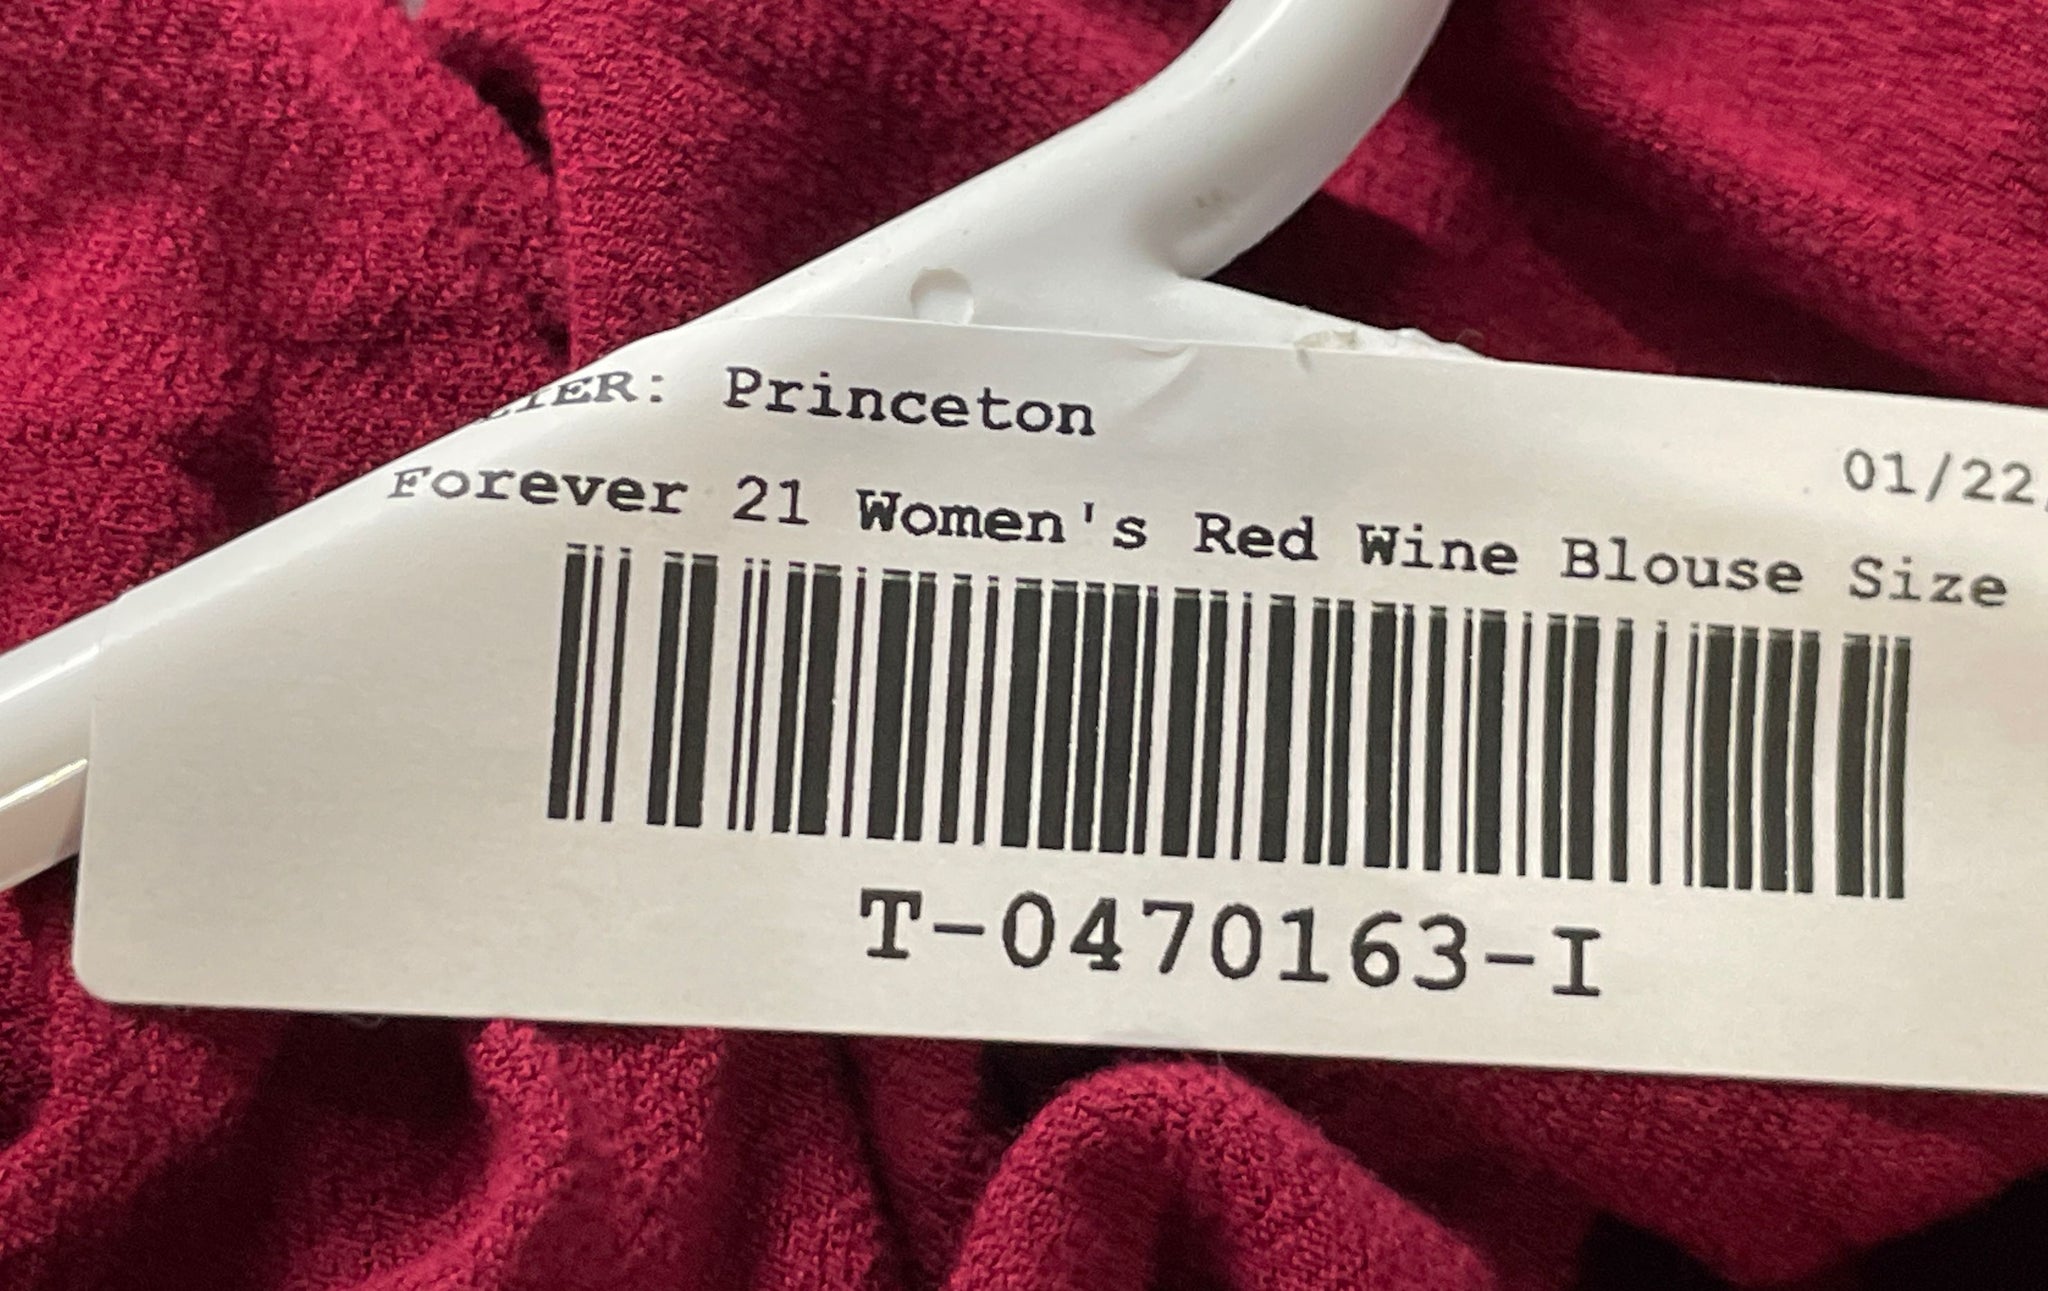 Princeton
01/22
Forever 21 Women's Red Wine Blouse Size
T-0470163-I